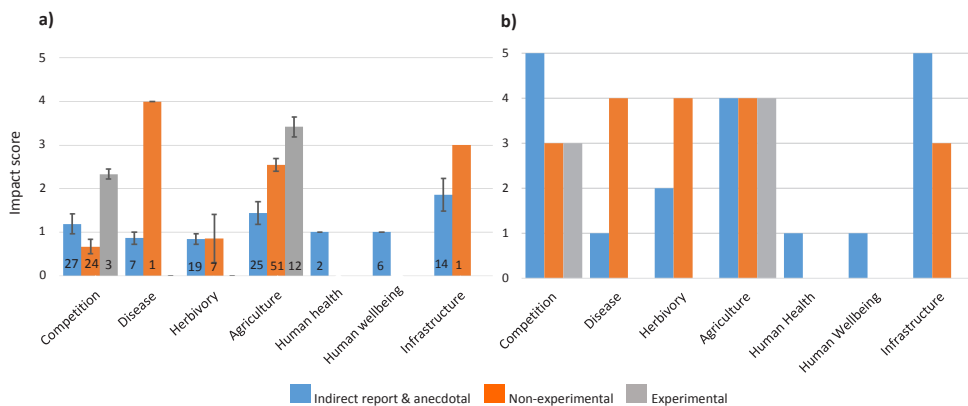 a)
b)
Impact score
5
4
3
2
1
0
27 24 3 7 1 19 7 25 51 12 2 6 14 1
Competition
Disease
Herbivory
Agriculture
Human health
Human wellbeing
Infrastructure
5
4
3
2
1
0
Competition
Disease
Herbivory
Agriculture
Human Health
Human Wellbeing
Infrastructure
Indirect report & anecdotal Non-experimental Experimental